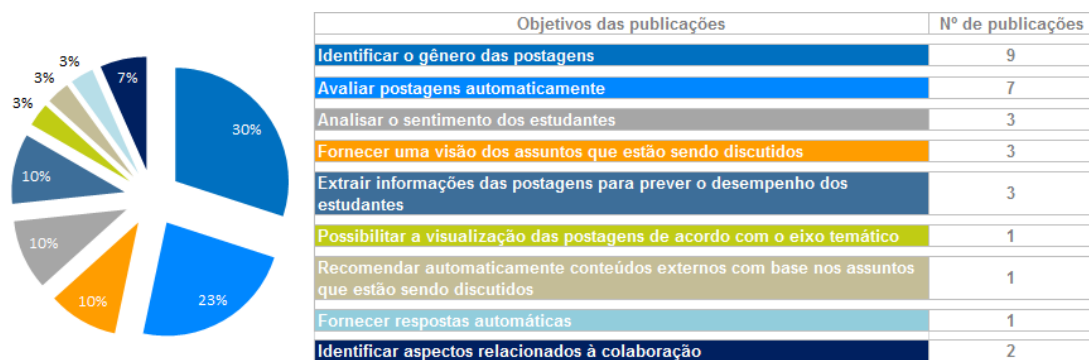 Objetivos das publicações Nº de publicações
Identificar o gênero das postagens 9
Avaliar postagens automaticamente 7
Analisar o sentimento dos estudantes 3
Fornecer uma visão dos assuntos que estão sendo discutidos 3
Extrair informações das postagens para prever o desempenho dos
estudantes 3
Possibilitar a visualização das postagens de acordo com o eixo temático 1
Recomendar automaticamente conteúdos externos com base nos assuntos
que estão sendo discutidos 1
Fornecer respostas automáticas 1
Identificar aspectos relacionados à colaboração 2
30%
23%
10%
10%
10%
3%
3%
3%
7%